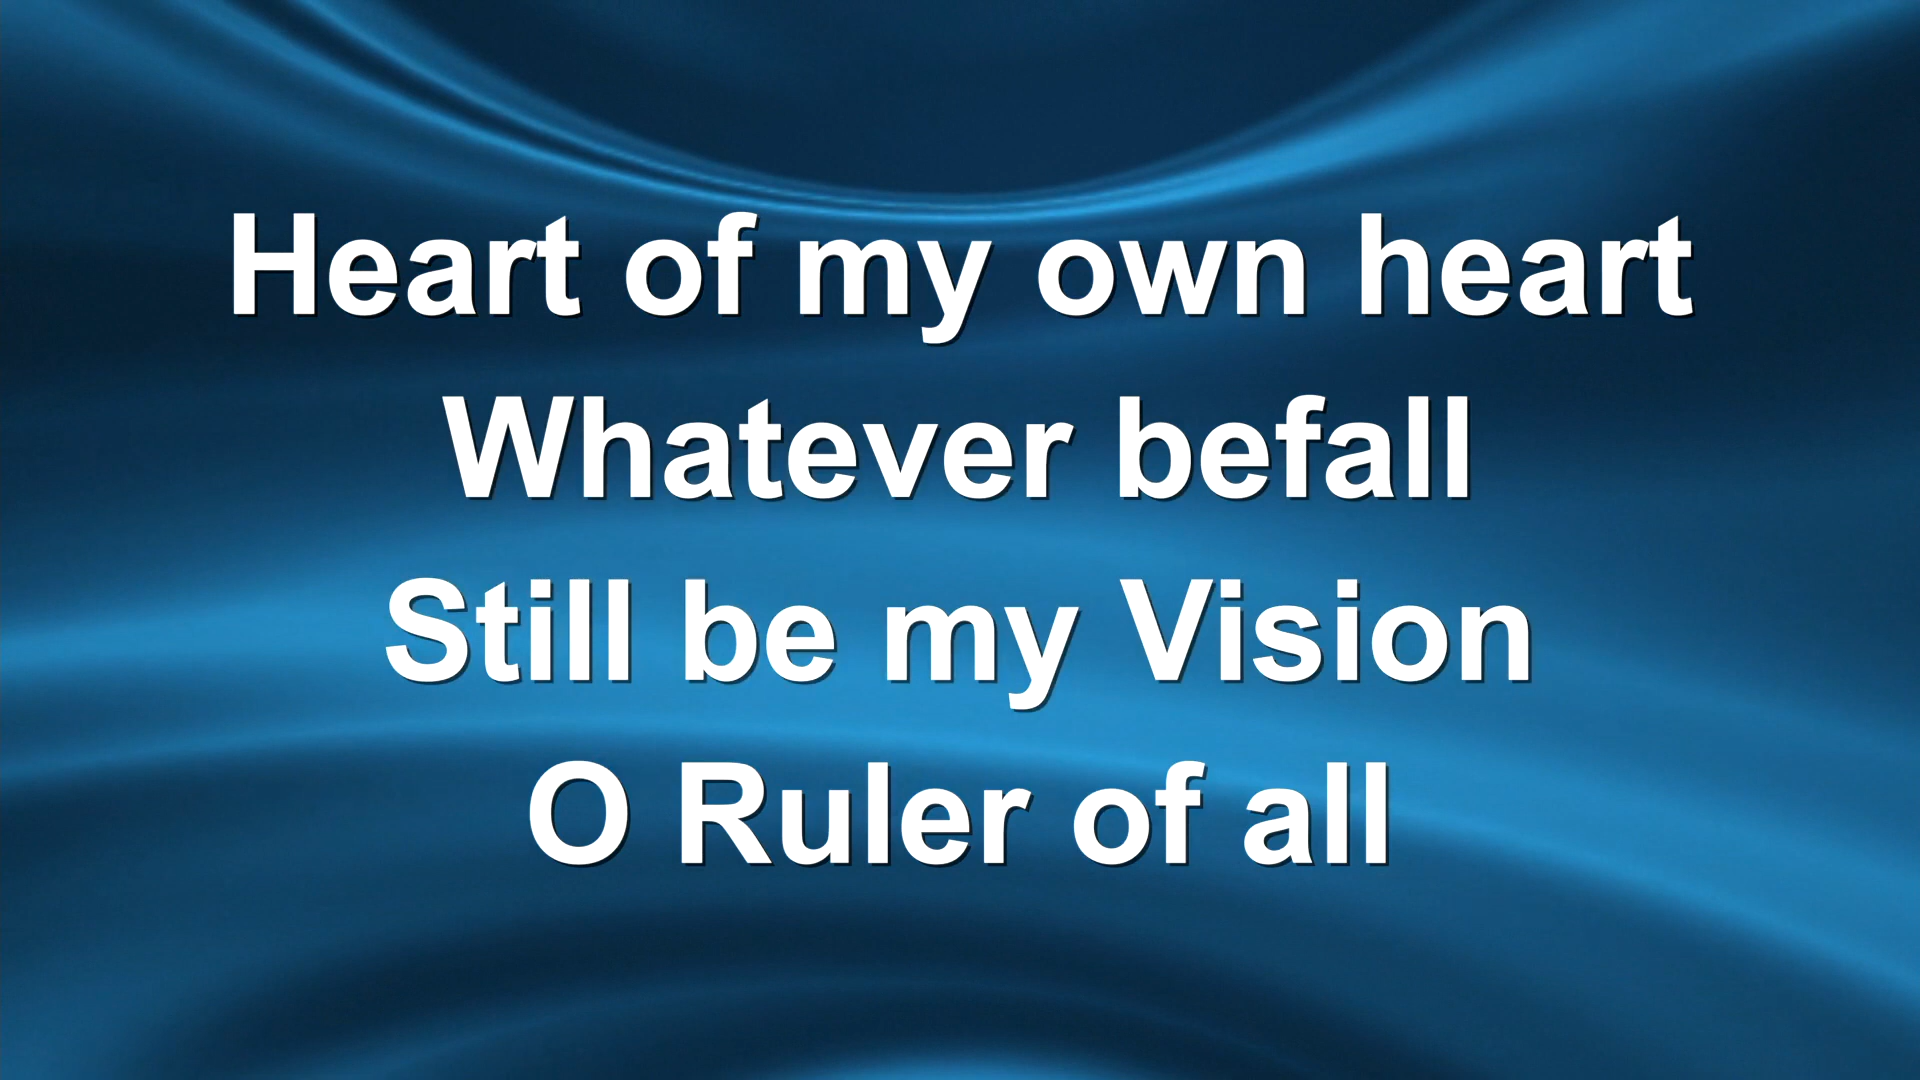 Heart of my own heart
Whatever befall
Still be my Vision
O Ruler of all